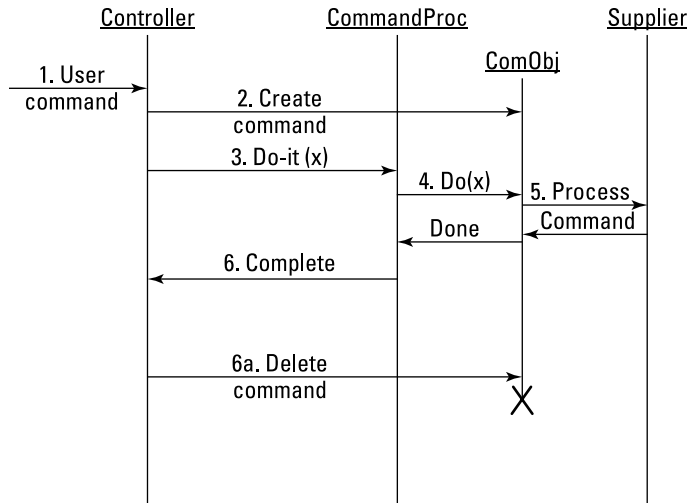 Controller
CommandProc
Supplier
ComObj
1. User
command
2. Create
command
3. Do-it (x)
4. Do(x)
5. Process
Command
Done
6. Complete
6a. Delete
command